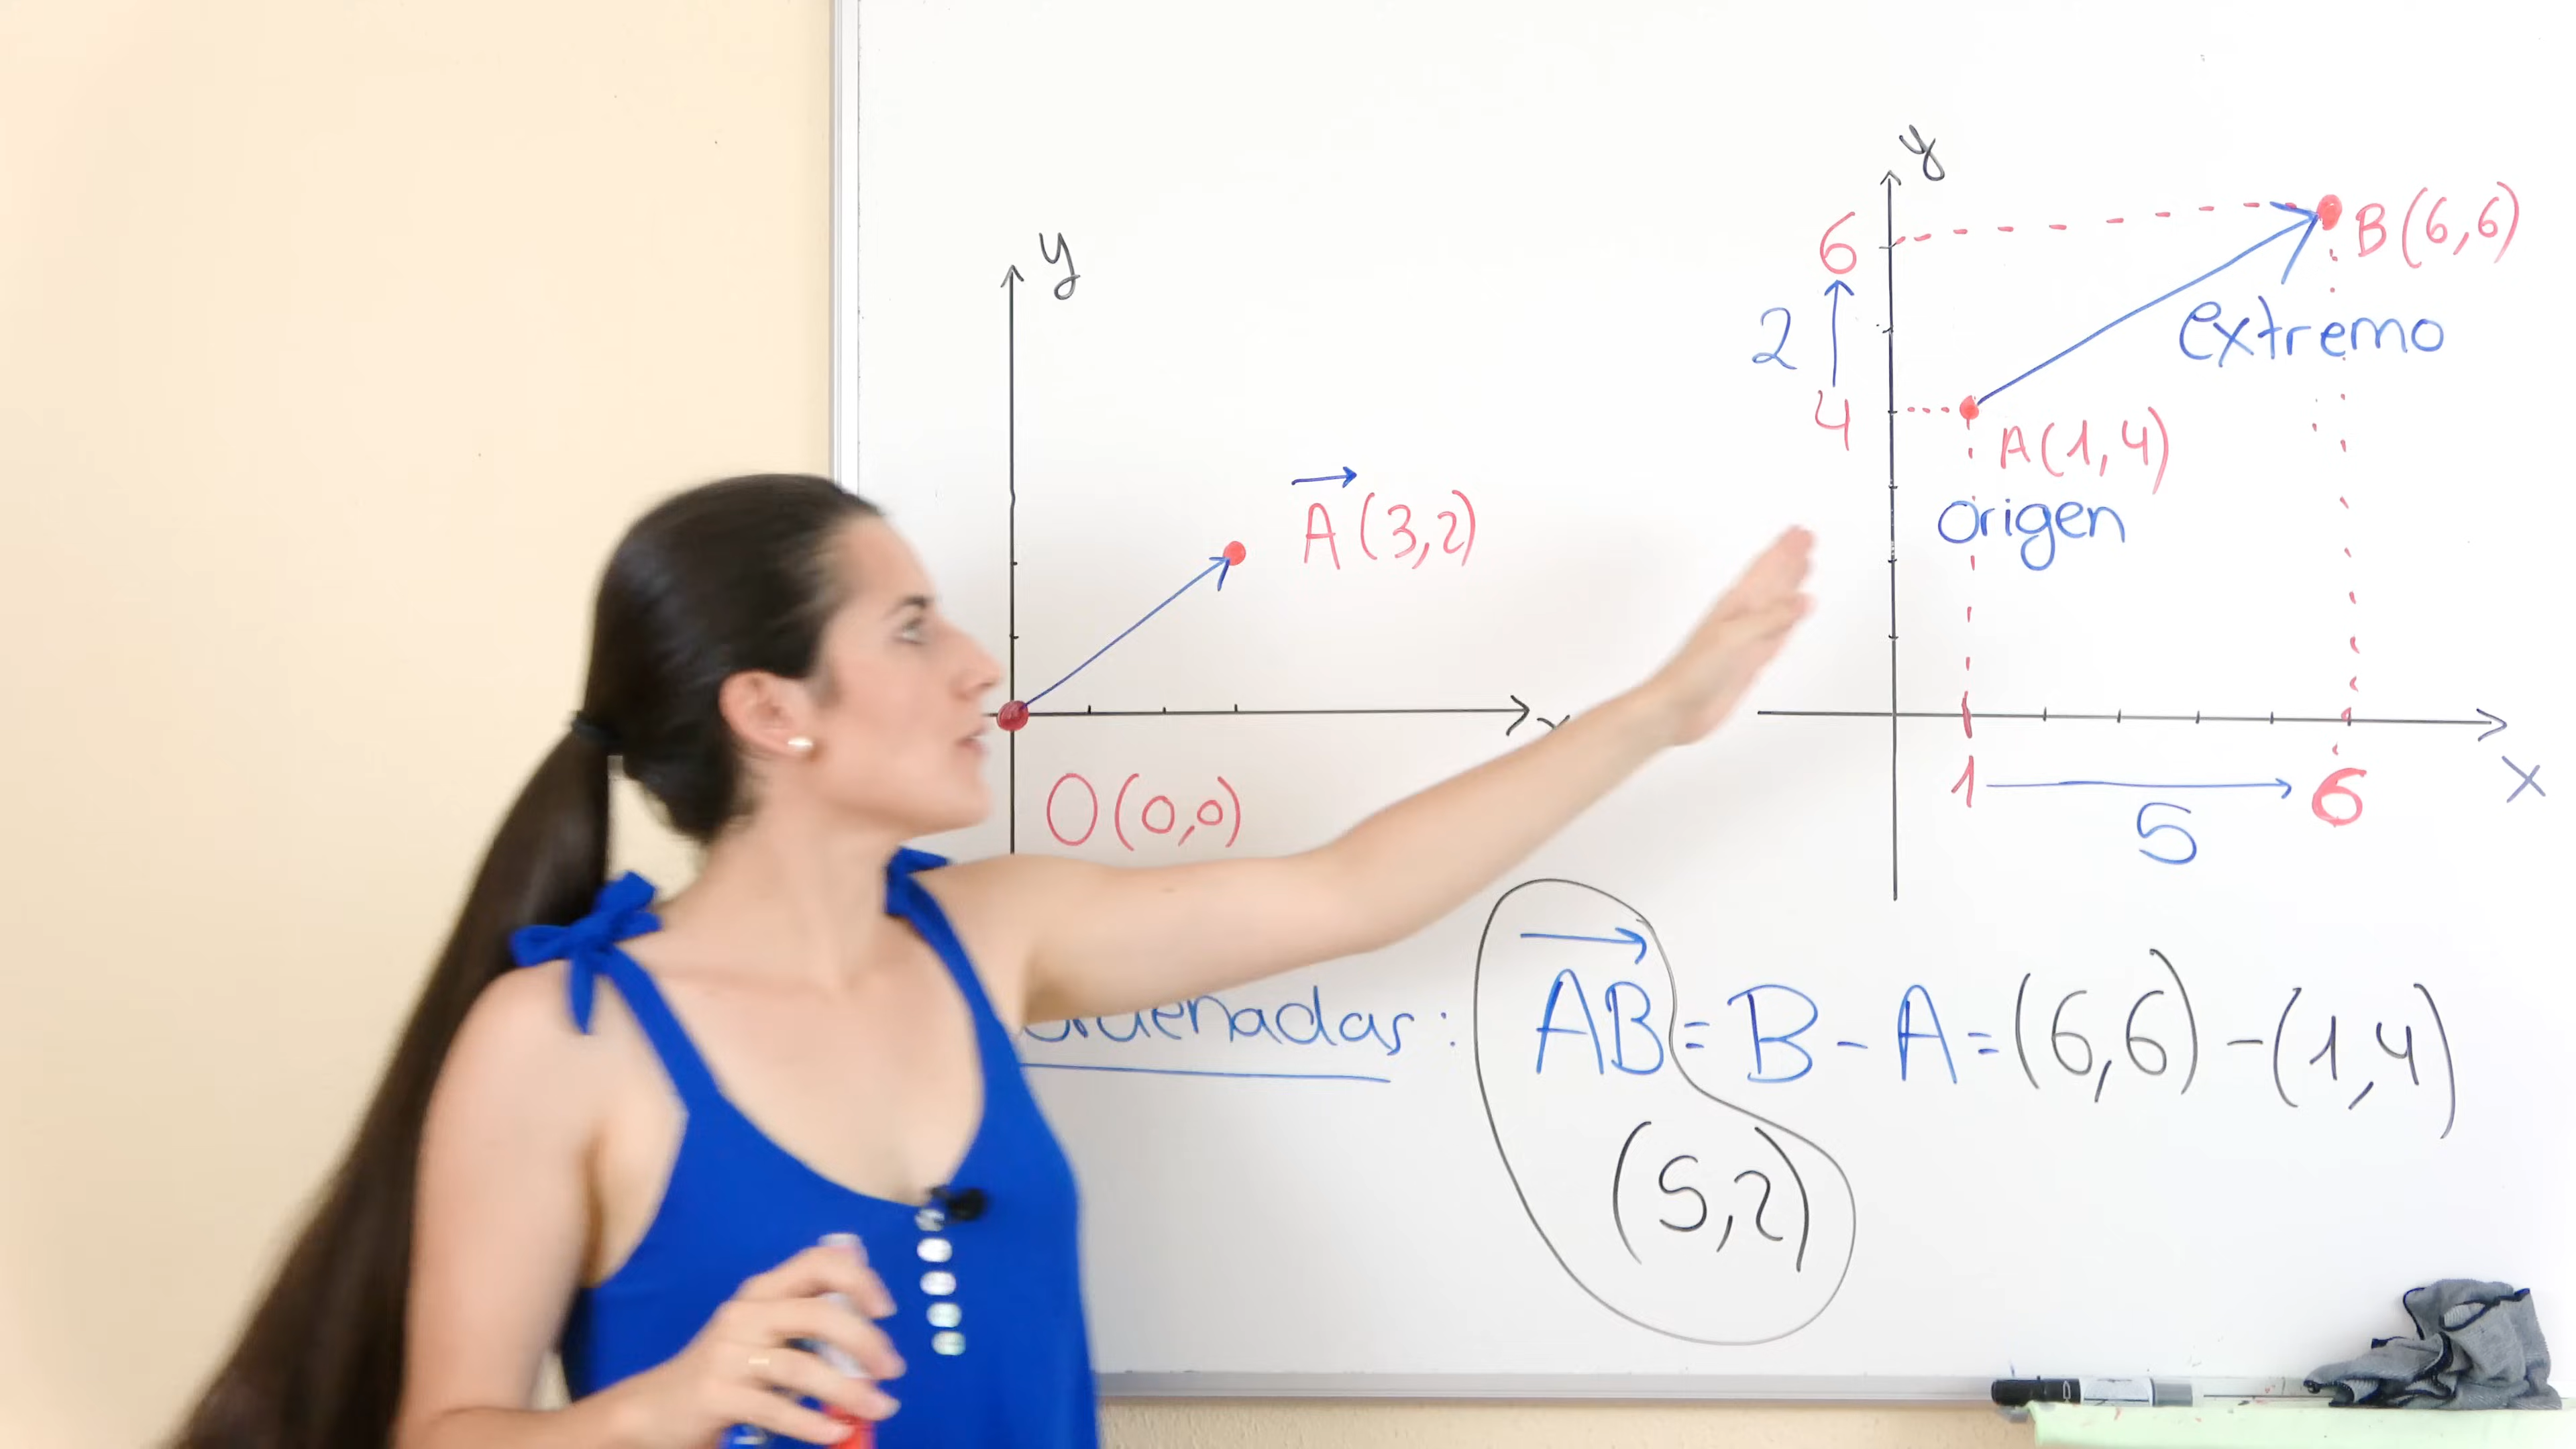 y
A(3,2)
O(0,0)
y
6
B(6,6)
2
extremo
4
A(1,4)
origen
1
5
6
x
: AB = B - A = (6,6) - (1,4)
(5,2)